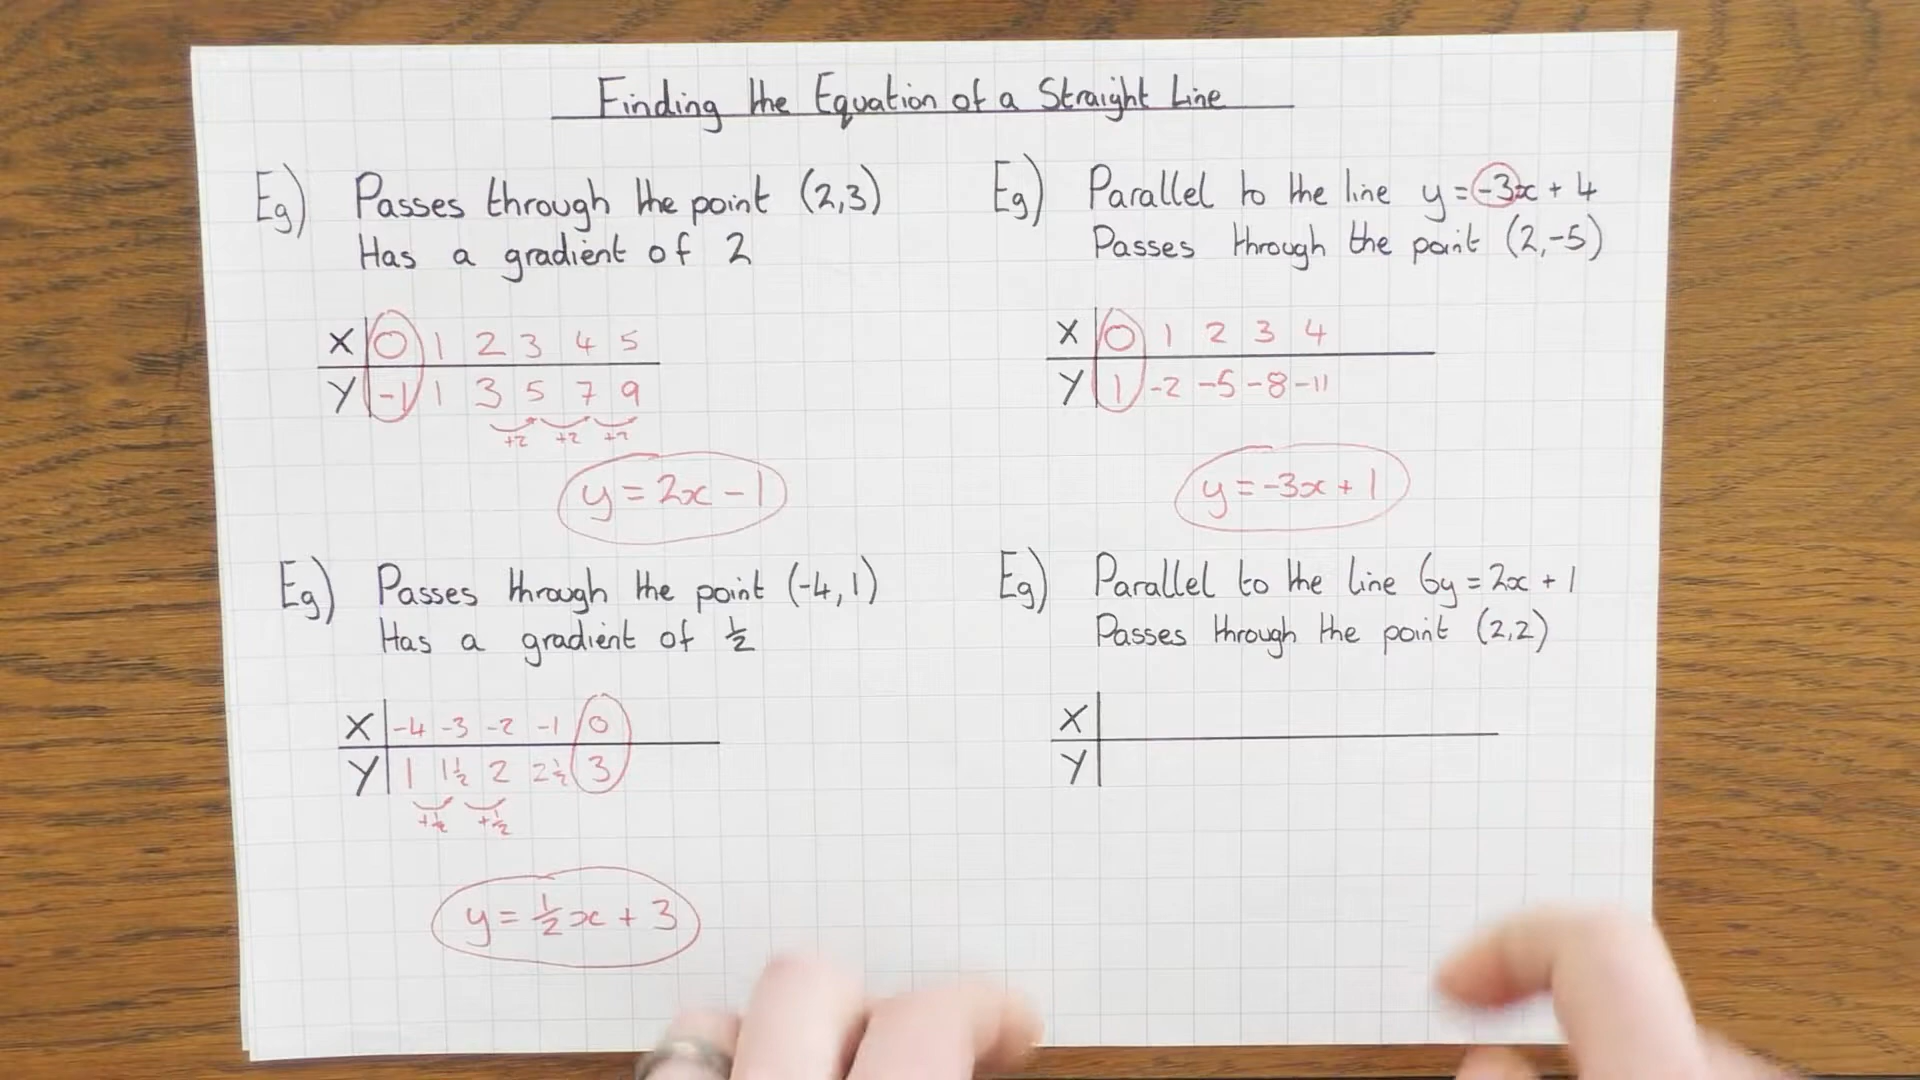 Finding the Equation of a Straight Line
Eg) Passes through the point (2,3)
Has a gradient of 2
X 0 1 2 3 4 5
Y -1 1 3 5 7 9
+2 +2 +2
y = 2x - 1
Eg) Parallel to the line y = -3x + 4
Passes through the point (2,-5)
X 0 1 2 3 4
Y 1 -2 -5 -8 -11
y = -3x + 1
Eg) Passes through the point (-4, 1)
Has a gradient of ½
X -4 -3 -2 -1 0
Y 1 1½ 2 2½ 3
+½ +½
y = ½x + 3
Eg) Parallel to the line 6y = 2x + 1
Passes through the point (2,2)
X
Y